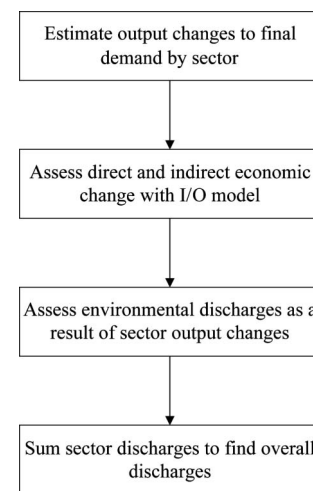 Estimate output changes to final
demand by sector
Assess direct and indirect economic
change with I/O model
Assess environmental discharges as a
result of sector output changes
Sum sector discharges to find overall
discharges